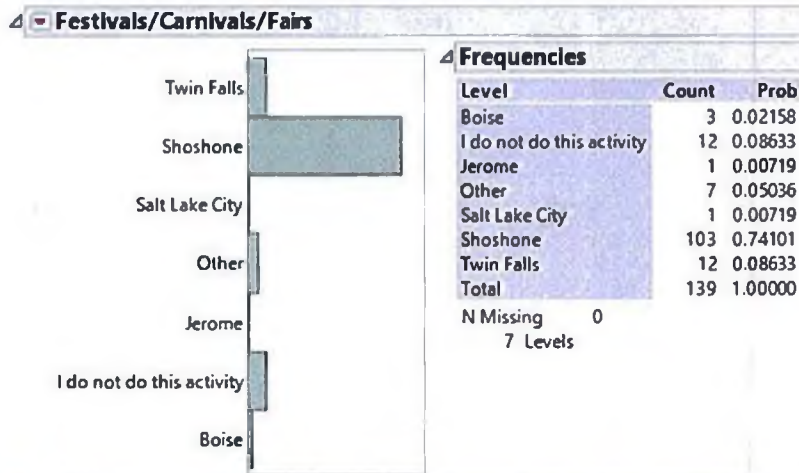 Festivals/Carnivals/Fairs
Twin Falls
Shoshone
Salt Lake City
Other
Jerome
I do not do this activity
Boise
Frequencies
Level Count Prob
Boise 3 0.02158
I do not do this activity 12 0.08633
Jerome 1 0.00719
Other 7 0.05036
Salt Lake City 1 0.00719
Shoshone 103 0.74101
Twin Falls 12 0.08633
Total 139 1.00000
N Missing 0
7 Levels